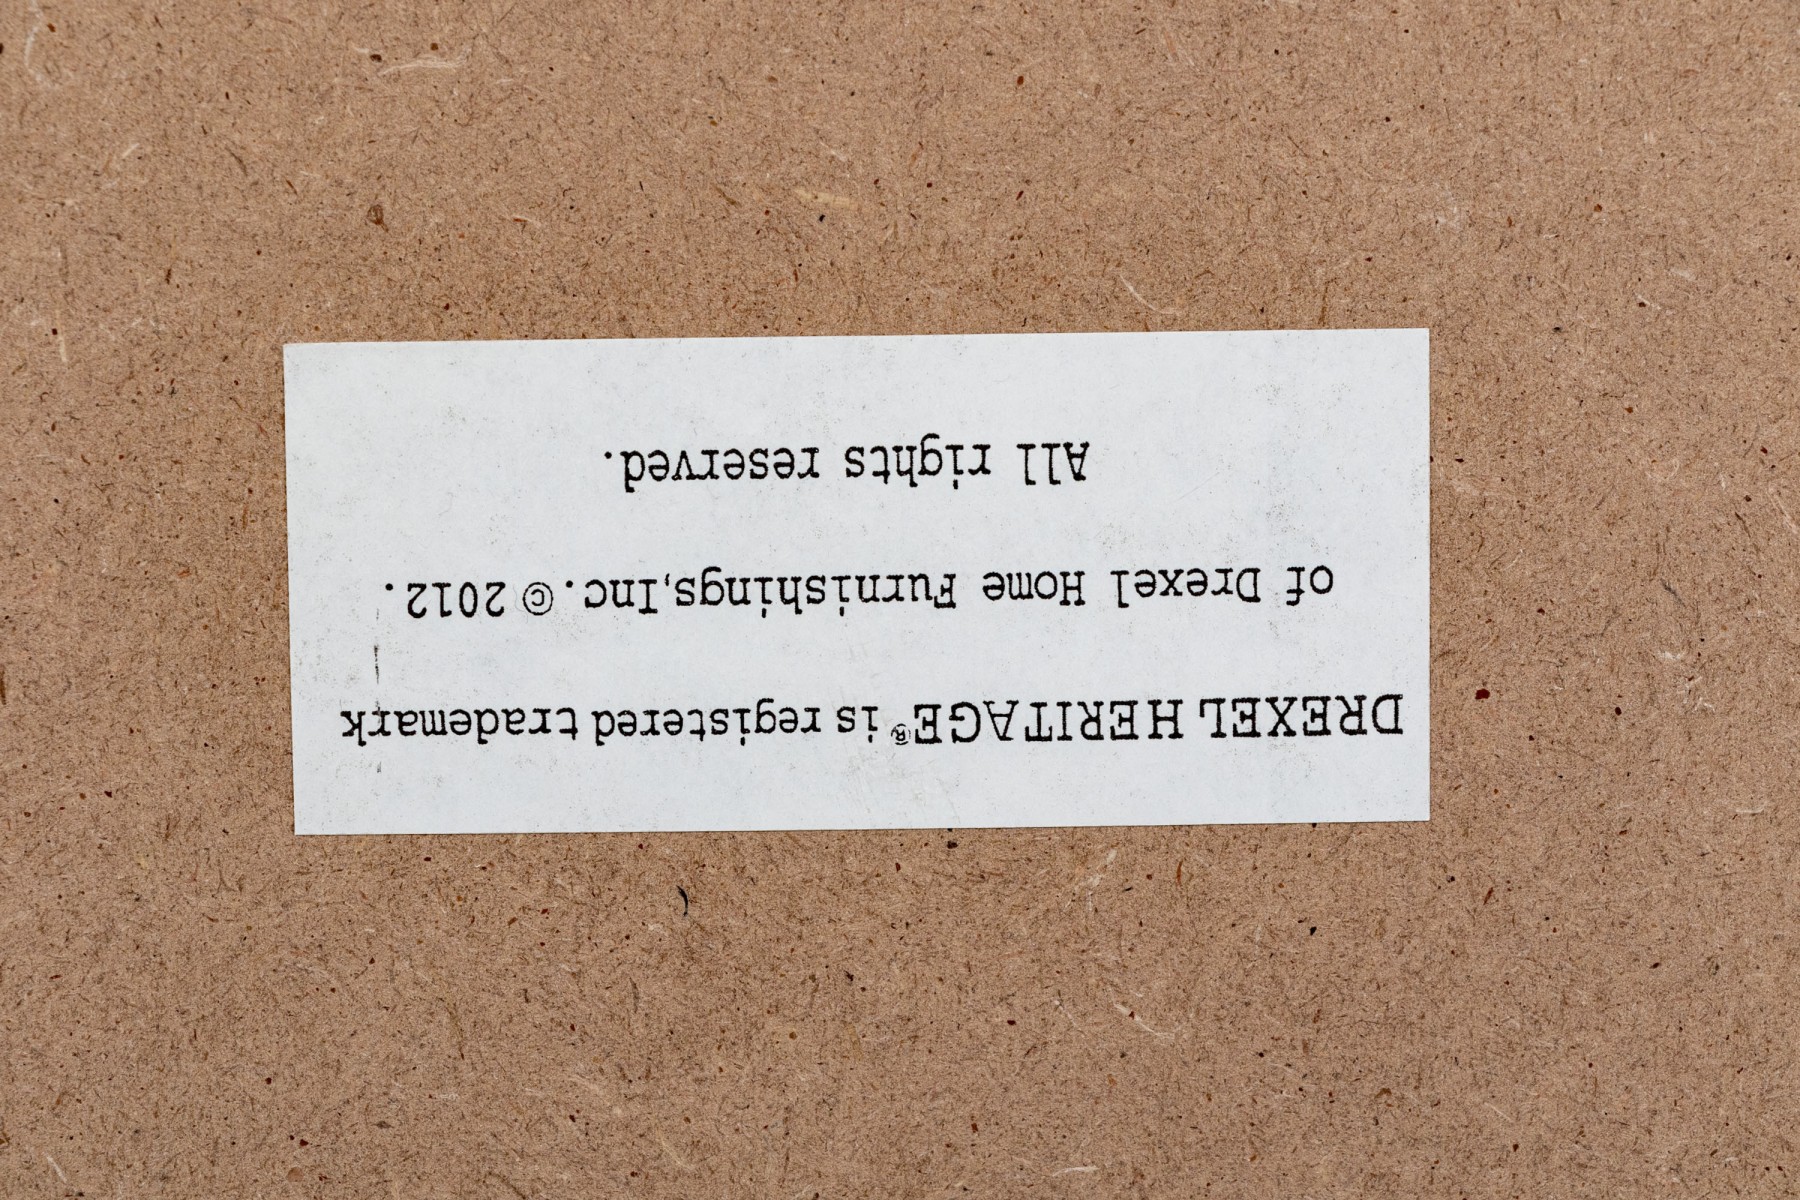 DREXEL HERITAGE® is registered trademark
of Drexel Home Furnishings,Inc.© 2012.
All rights reserved.